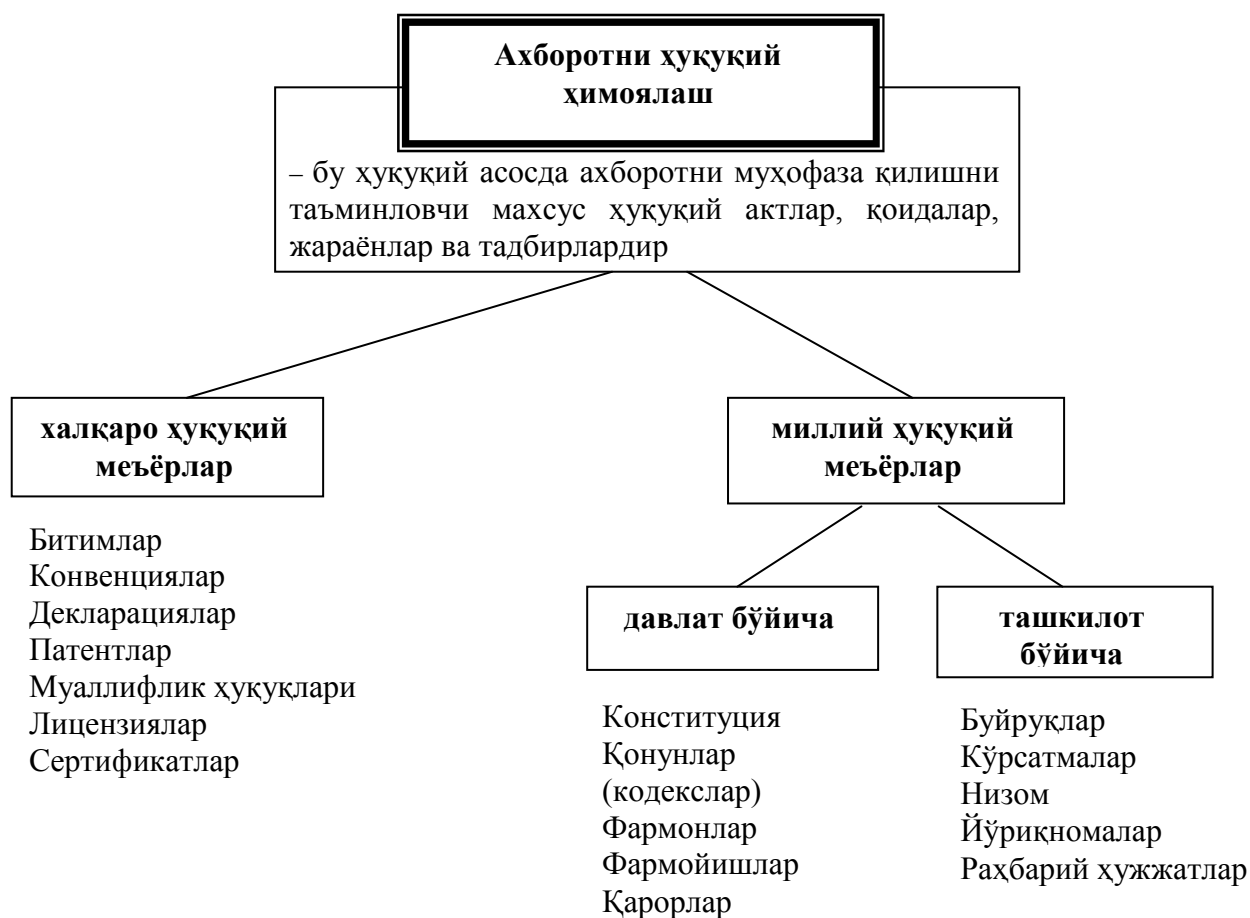 Ахборотни ҳуқуқий
ҳимоялаш
– бу ҳуқуқий асосда ахборотни муҳофаза қилишни
таъминловчи махсус ҳуқуқий актлар, қоидалар,
жараёнлар ва тадбирлардир
халқаро ҳуқуқий
меъёрлар
Битимлар
Конвенциялар
Декларациялар
Патентлар
Муаллифлик ҳуқуқлари
Лицензиялар
Сертификатлар
миллий ҳуқуқий
меъёрлар
давлат бўйича
Конституция
Қонунлар
(кодекслар)
Фармонлар
Фармойишлар
Қарорлар
ташкилот
бўйича
Буйруқлар
Кўрсатмалар
Низом
Йўриқномалар
Раҳбарий ҳужжатлар